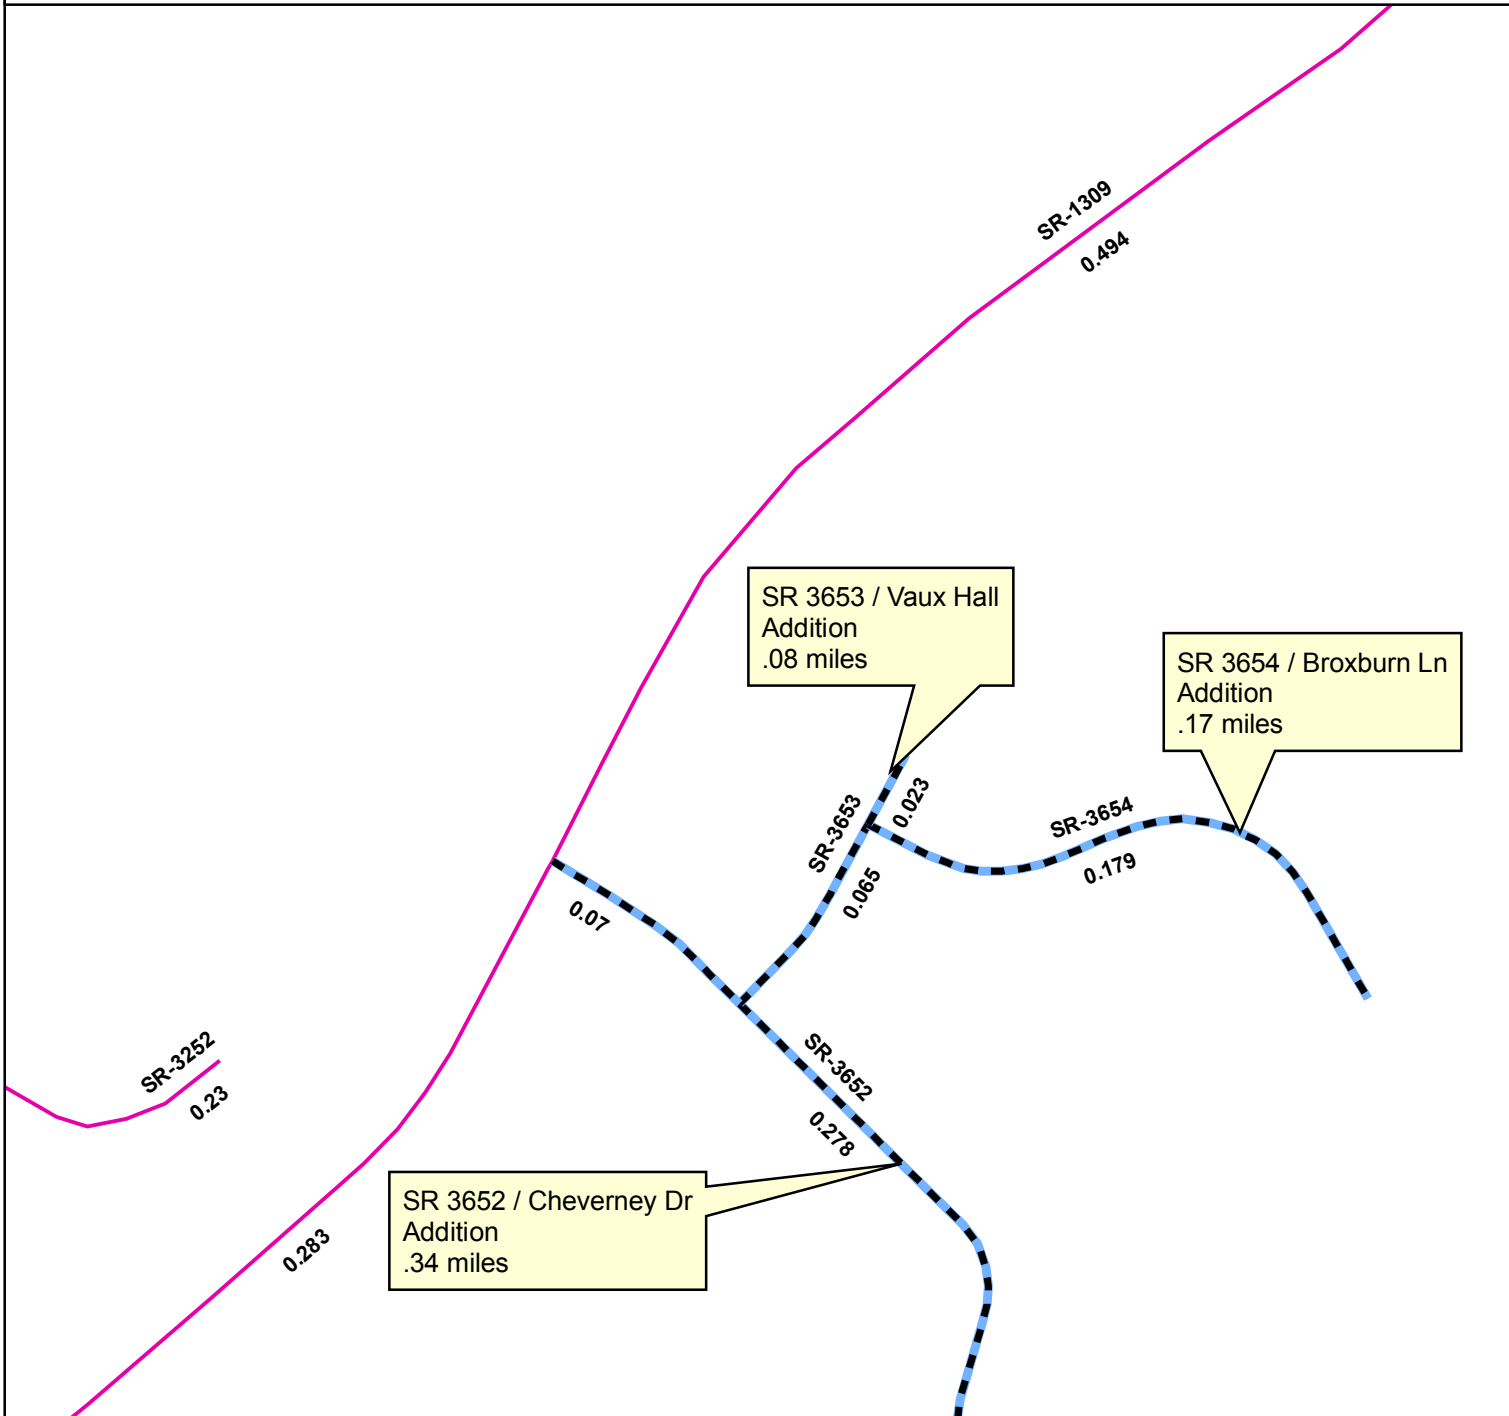 SR-1309
0.494
SR 3653 / Vaux Hall
Addition
.08 miles
SR 3654 / Broxburn Ln
Addition
.17 miles
SR-3653
0.023
0.065
SR-3654
0.179
0.07
SR-3252
0.23
SR-3652
0.278
SR 3652 / Cheverney Dr
Addition
.34 miles
0.283